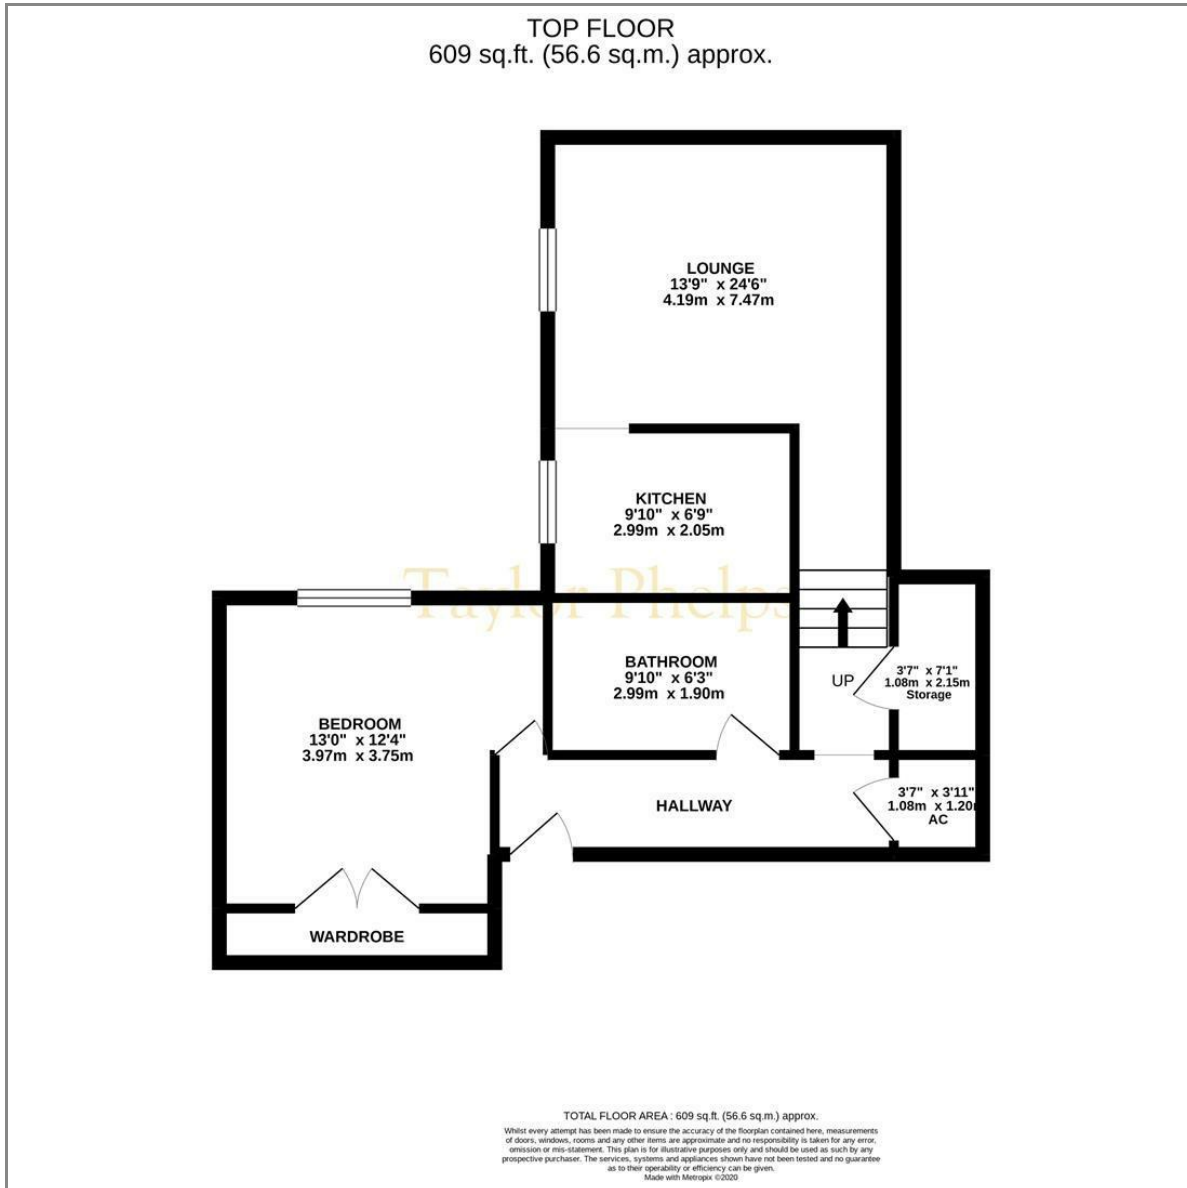 TOP FLOOR
609 sq.ft. (56.6 sq.m.) approx.
LOUNGE
13'9" x 24'6"
4.19m x 7.47m
KITCHEN
9'10" x 6'9"
2.99m x 2.05m
Taylor Phelps
BATHROOM
9'10" x 6'3"
2.99m x 1.90m
UP
3'7" x 7'1"
1.08m x 2.15m
Storage
BEDROOM
13'0" x 12'4"
3.97m x 3.75m
HALLWAY
3'7" x 3'11"
1.08m x 1.20m
AC
WARDROBE
TOTAL FLOOR AREA : 609 sq.ft. (56.6 sq.m.) approx.
Whilst every attempt has been made to ensure the accuracy of the floorplan contained here, measurements
of doors, windows, rooms and any other items are approximate and no responsibility is taken for any error,
omission or mis-statement. This plan is for illustrative purposes only and should be used as such by any
prospective purchaser. The services, systems and appliances shown have not been tested and no guarantee
as to their operability or efficiency can be given.
Made with Metropix ©2020